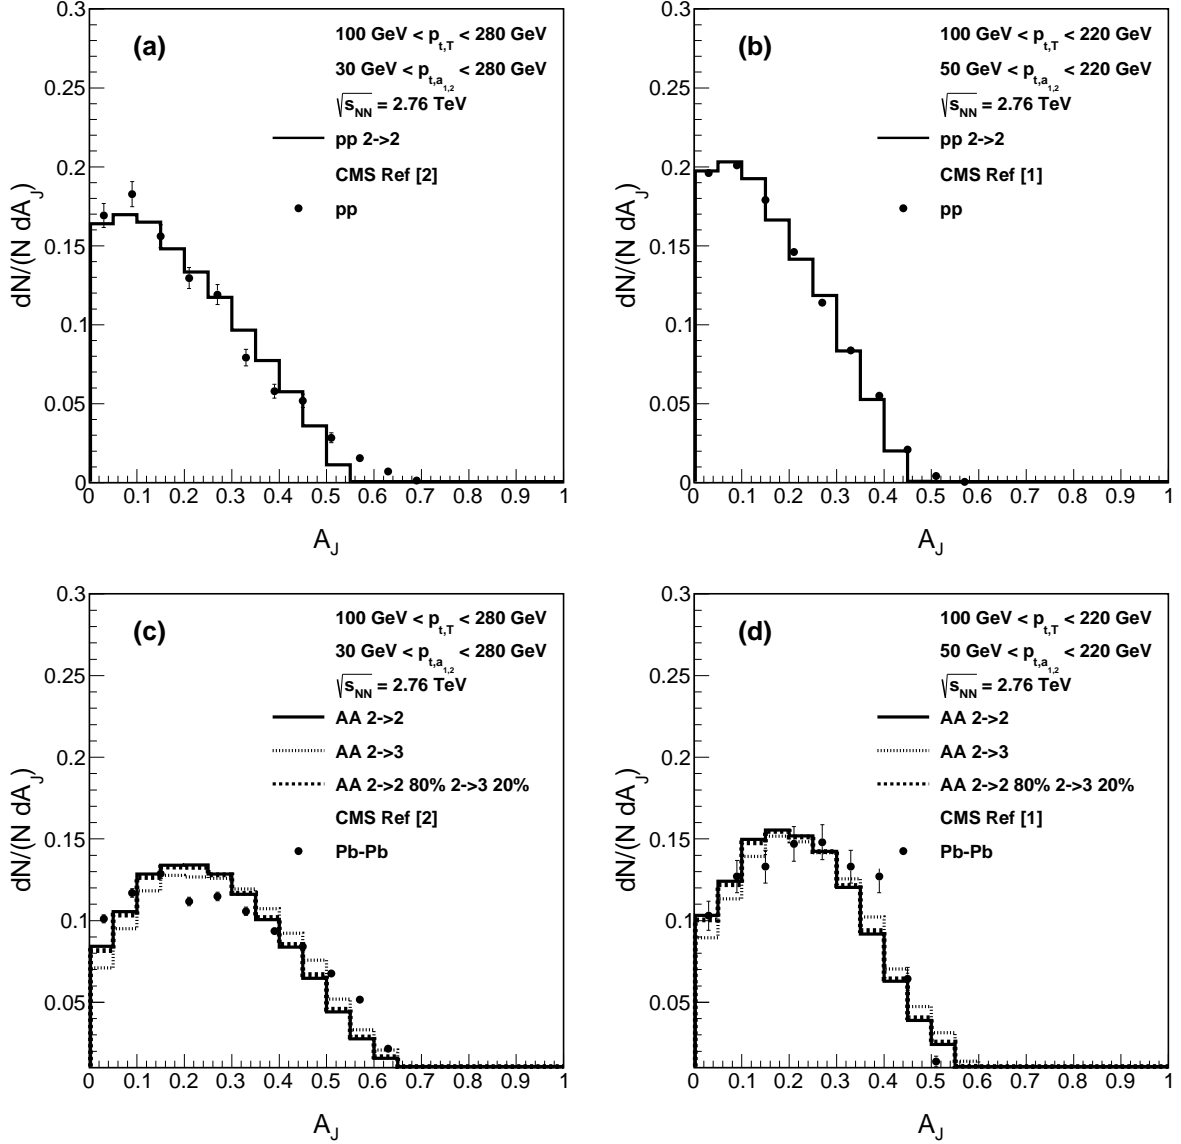 (a)
100 GeV < p_{t,T} < 280 GeV
30 GeV < p_{t,a_{1,2}} < 280 GeV
√s_{NN} = 2.76 TeV
pp 2->2
CMS Ref [2]
pp
dN/(N dA_J)
0.3
0.25
0.2
0.15
0.1
0.05
0
0 0.1 0.2 0.3 0.4 0.5 0.6 0.7 0.8 0.9 1
A_J
(b)
100 GeV < p_{t,T} < 220 GeV
50 GeV < p_{t,a_{1,2}} < 220 GeV
√s_{NN} = 2.76 TeV
pp 2->2
CMS Ref [1]
pp
dN/(N dA_J)
0.3
0.25
0.2
0.15
0.1
0.05
0
0 0.1 0.2 0.3 0.4 0.5 0.6 0.7 0.8 0.9 1
A_J
(c)
100 GeV < p_{t,T} < 280 GeV
30 GeV < p_{t,a_{1,2}} < 280 GeV
√s_{NN} = 2.76 TeV
AA 2->2
AA 2->3
AA 2->2 80% 2->3 20%
CMS Ref [2]
Pb-Pb
dN/(N dA_J)
0.3
0.25
0.2
0.15
0.1
0.05
0 0.1 0.2 0.3 0.4 0.5 0.6 0.7 0.8 0.9 1
A_J
(d)
100 GeV < p_{t,T} < 220 GeV
50 GeV < p_{t,a_{1,2}} < 220 GeV
√s_{NN} = 2.76 TeV
AA 2->2
AA 2->3
AA 2->2 80% 2->3 20%
CMS Ref [1]
Pb-Pb
dN/(N dA_J)
0.3
0.25
0.2
0.15
0.1
0.05
0 0.1 0.2 0.3 0.4 0.5 0.6 0.7 0.8 0.9 1
A_J